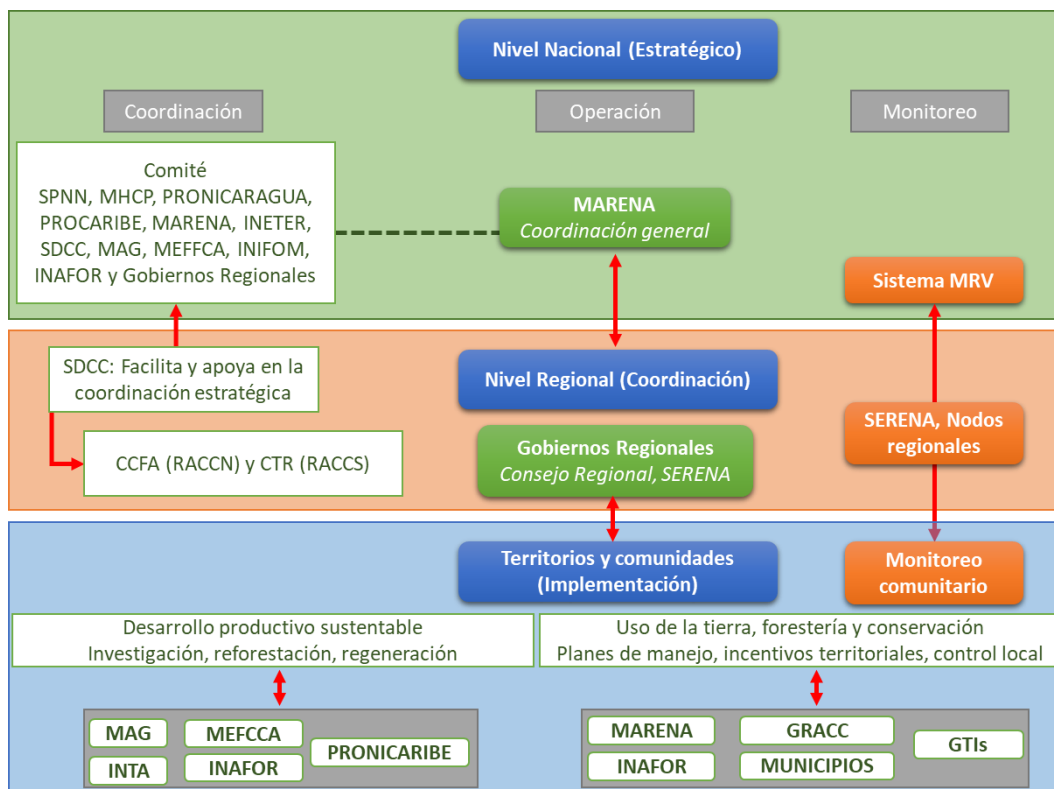 Nivel Nacional (Estratégico)
Coordinación
Operación
Monitoreo
Comité
SPNN, MHCP, PRONICARAGUA,
PROCARIBE, MARENA, INETER,
SDCC, MAG, MEFFCA, INIFOM,
INAFOR y Gobiernos Regionales
MARENA
Coordinación general
Sistema MRV
SDCC: Facilita y apoya en la
coordinación estratégica
Nivel Regional (Coordinación)
CCFA (RACCN) y CTR (RACCS)
Gobiernos Regionales
Consejo Regional, SERENA
SERENA, Nodos
regionales
Territorios y comunidades
(Implementación)
Monitoreo
comunitario
Desarrollo productivo sustentable
Investigación, reforestación, regeneración
Uso de la tierra, forestería y conservación
Planes de manejo, incentivos territoriales, control local
MAG
MEFCCA
PRONICARIBE
INTA
INAFOR
MARENA
GRACC
GTIs
INAFOR
MUNICIPIOS